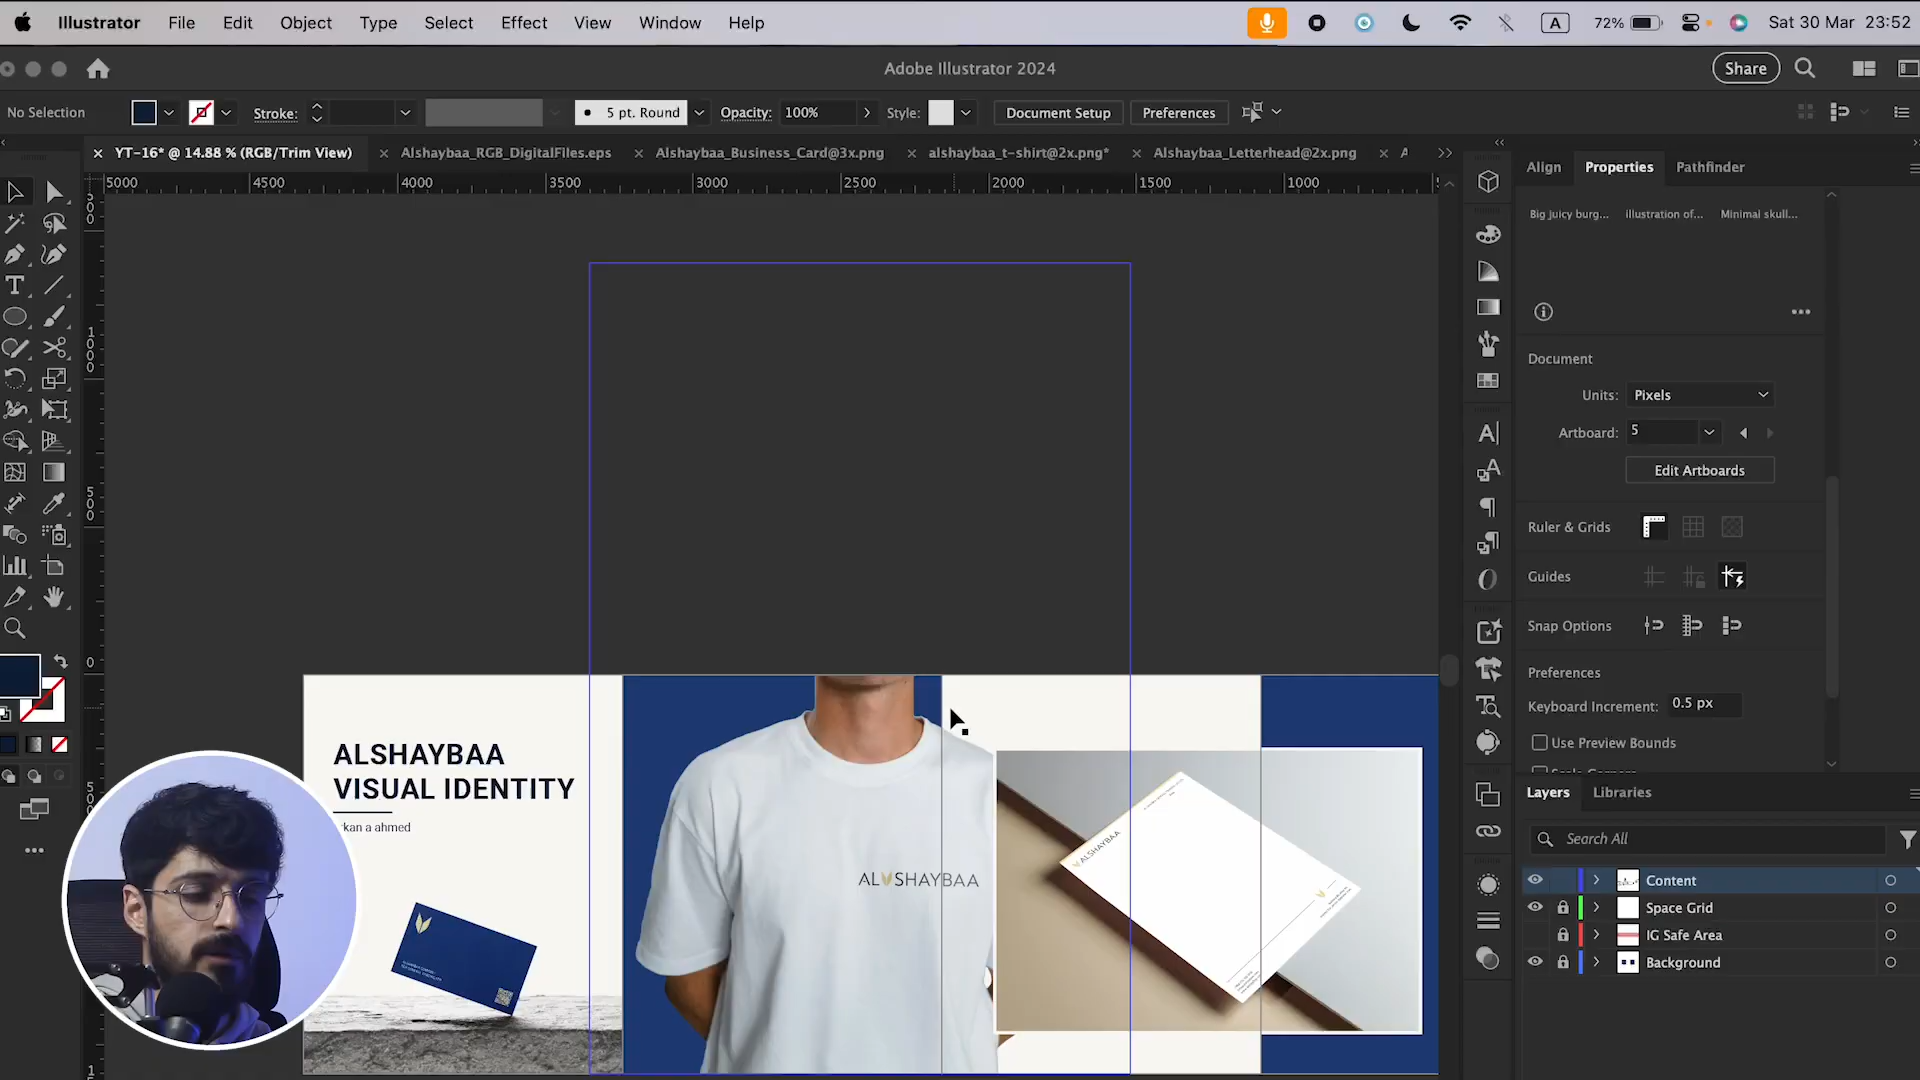 Illustrator File Edit Object Type Select Effect View Window Help
A 72% Sat 30 Mar 23:52
Adobe Illustrator 2024
Share
No Selection Stroke: 5 pt. Round Opacity: 100% Style: Document Setup Preferences
YT-16* @ 14.88 % (RGB/Trim View) Alshaybaa_RGB_DigitalFiles.eps Alshaybaa_Business_Card@3x.png alshaybaa_t-shirt@2x.png* Alshaybaa_Letterhead@2x.png
5000 4500 4000 3500 3000 2500 2000 1500 1000
Align Properties Pathfinder
Big juicy burg... illustration of... Minimal skull...
Document
Units: Pixels
Artboard: 5
Edit Artboards
Ruler & Grids
Guides
Snap Options
Preferences
Keyboard Increment: 0.5 px
Use Preview Bounds
Layers Libraries
Search All
Content
Space Grid
IG Safe Area
Background
1000
500
0
ALSHAYBAA
VISUAL IDENTITY
rkan a ahmed
ALSHAYBAA
ALSHAYBAA